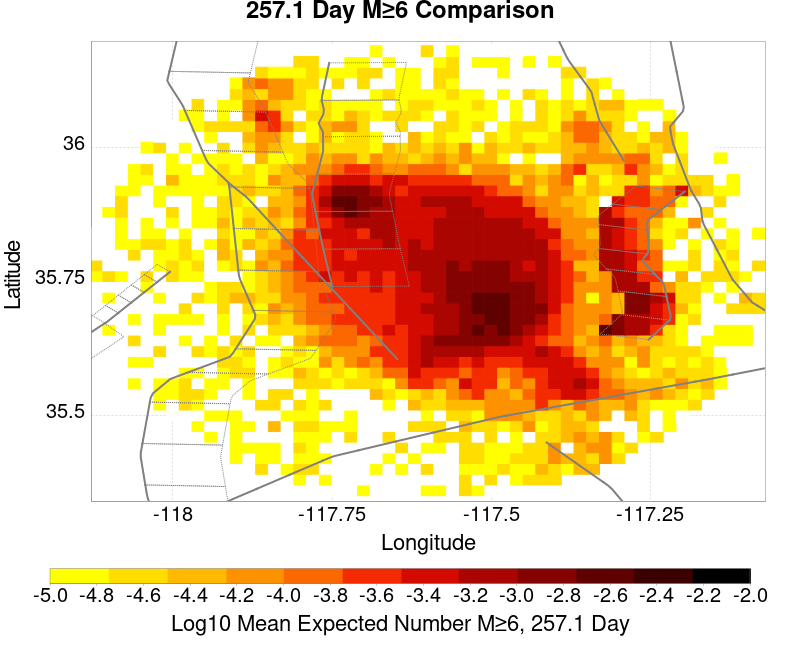 257.1 Day M≥6 Comparison
Latitude
36
35.75
35.5
-118 -117.75 -117.5 -117.25
Longitude
-5.0 -4.8 -4.6 -4.4 -4.2 -4.0 -3.8 -3.6 -3.4 -3.2 -3.0 -2.8 -2.6 -2.4 -2.2 -2.0
Log10 Mean Expected Number M≥6, 257.1 Day